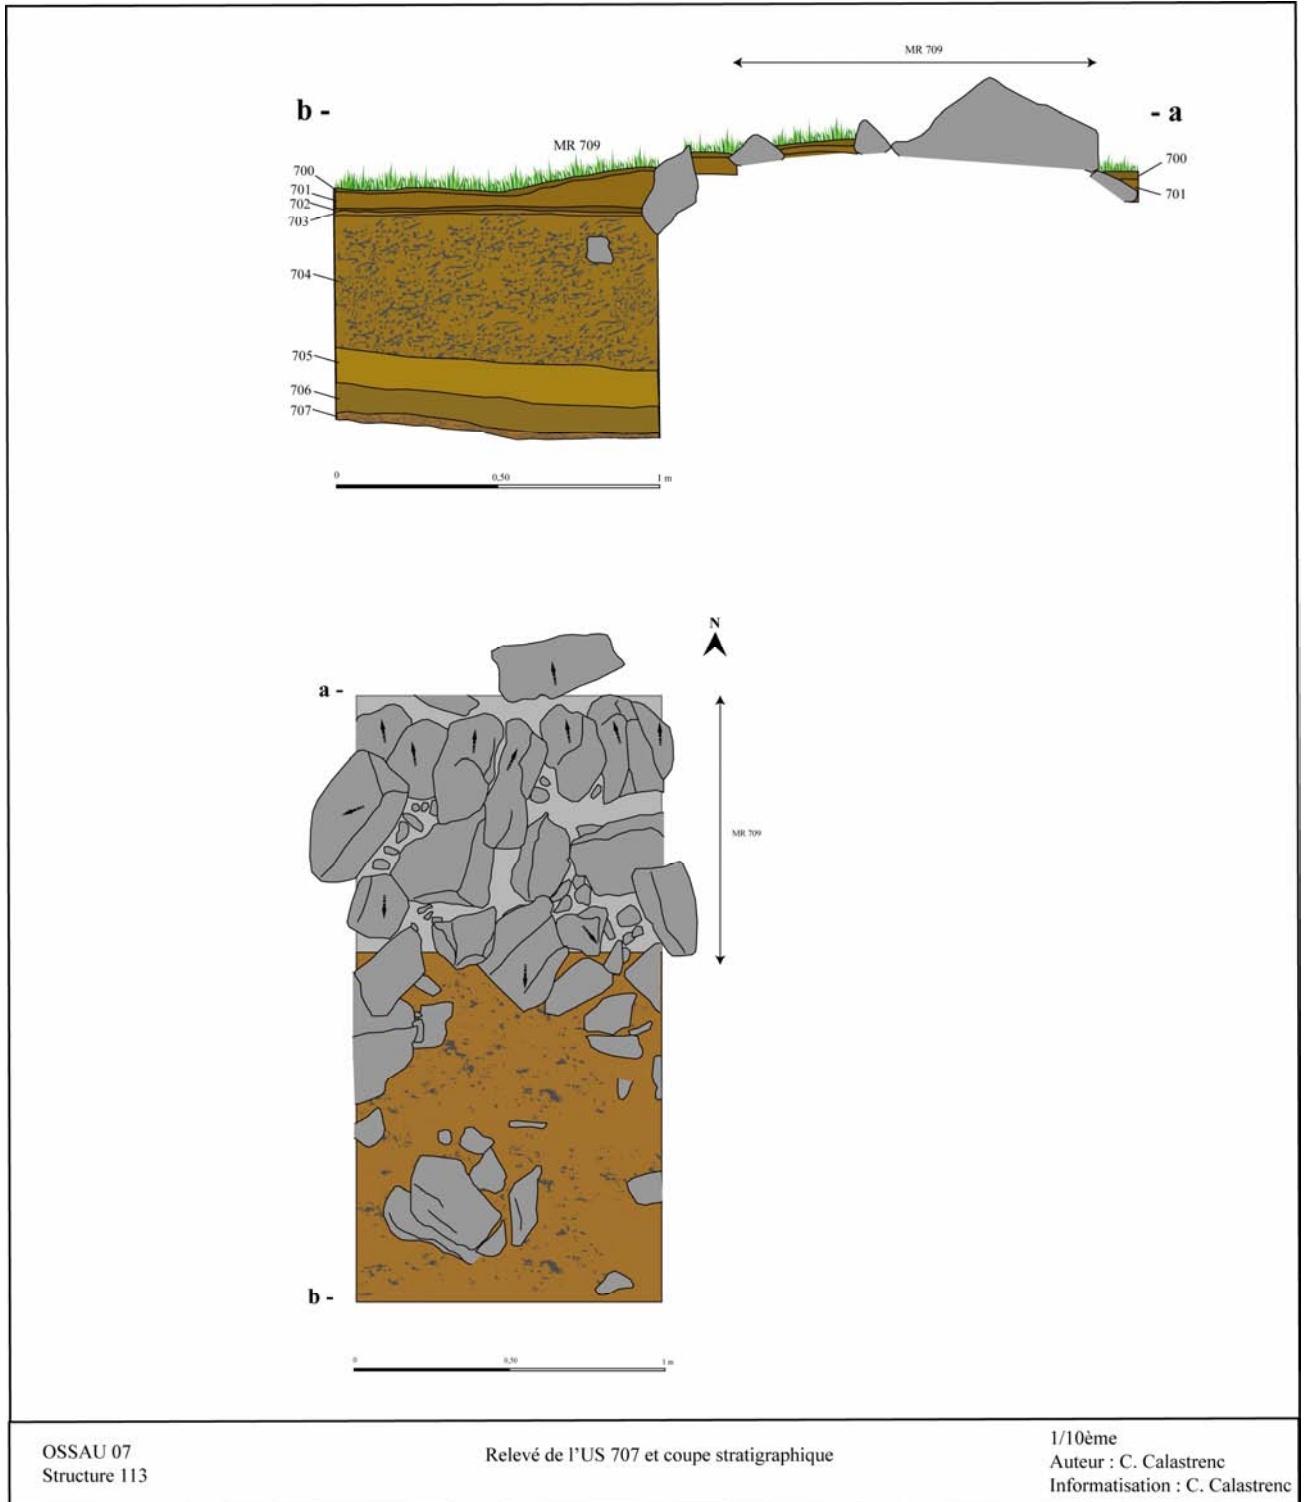 MR 709
b -
- a
MR 709
700
701
702
703
704
705
706
707
700
701
0
0,50
1 m
N
a -
MR 709
b -
0
0,50
1 m
OSSAU 07
Structure 113
Relevé de l'US 707 et coupe stratigraphique
1/10ème
Auteur : C. Calastrenc
Informatisation : C. Calastrenc